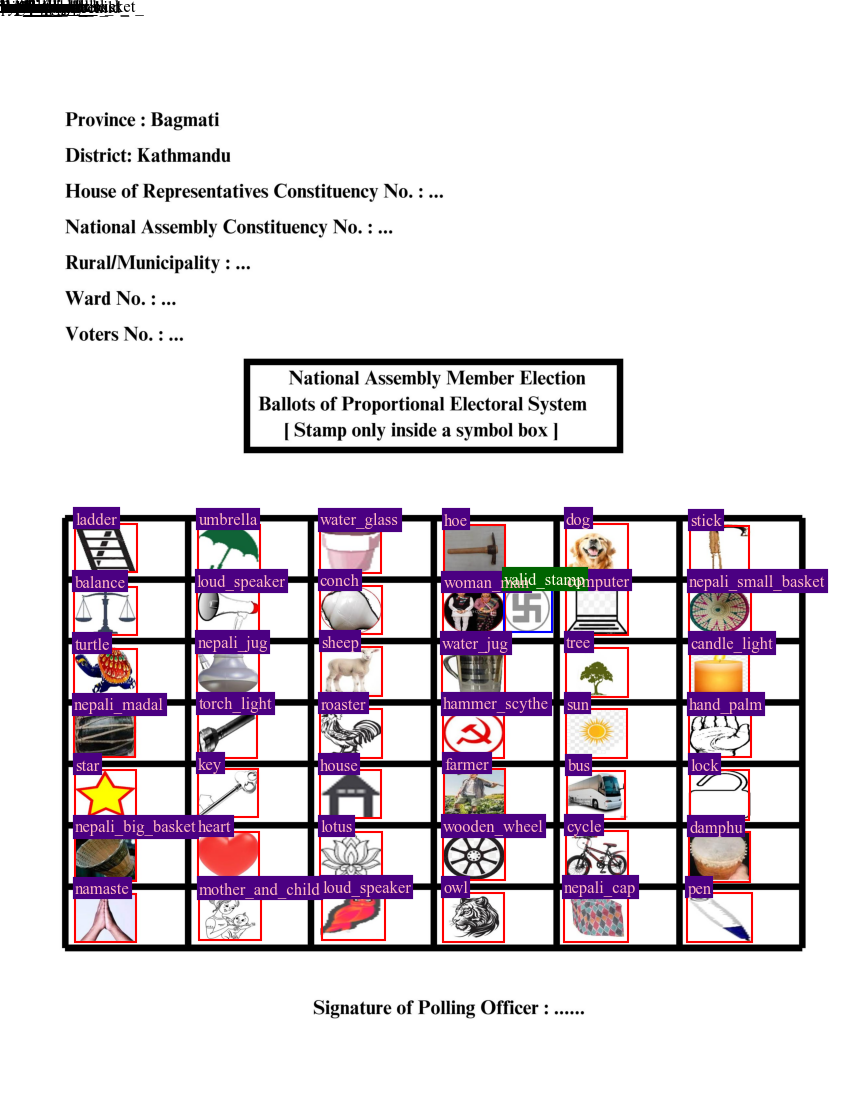 Province : Bagmati
District: Kathmandu
House of Representatives Constituency No. : ...
National Assembly Constituency No. : ...
Rural/Municipality : ...
Ward No. : ...
Voters No. : ...
National Assembly Member Election
Ballots of Proportional Electoral System
[ Stamp only inside a symbol box ]
ladder umbrella water_glass hoe dog stick
balance loud_speaker conch woman_man valid_stamp computer nepali_small_basket
turtle nepali_jug sheep water_jug tree candle_light
nepali_madal torch_light roaster hammer_scythe sun hand_palm
star key house farmer bus lock
nepali_big_basket heart lotus wooden_wheel cycle damphu
namaste mother_and_child loud_speaker owl nepali_cap pen
Signature of Polling Officer : ......